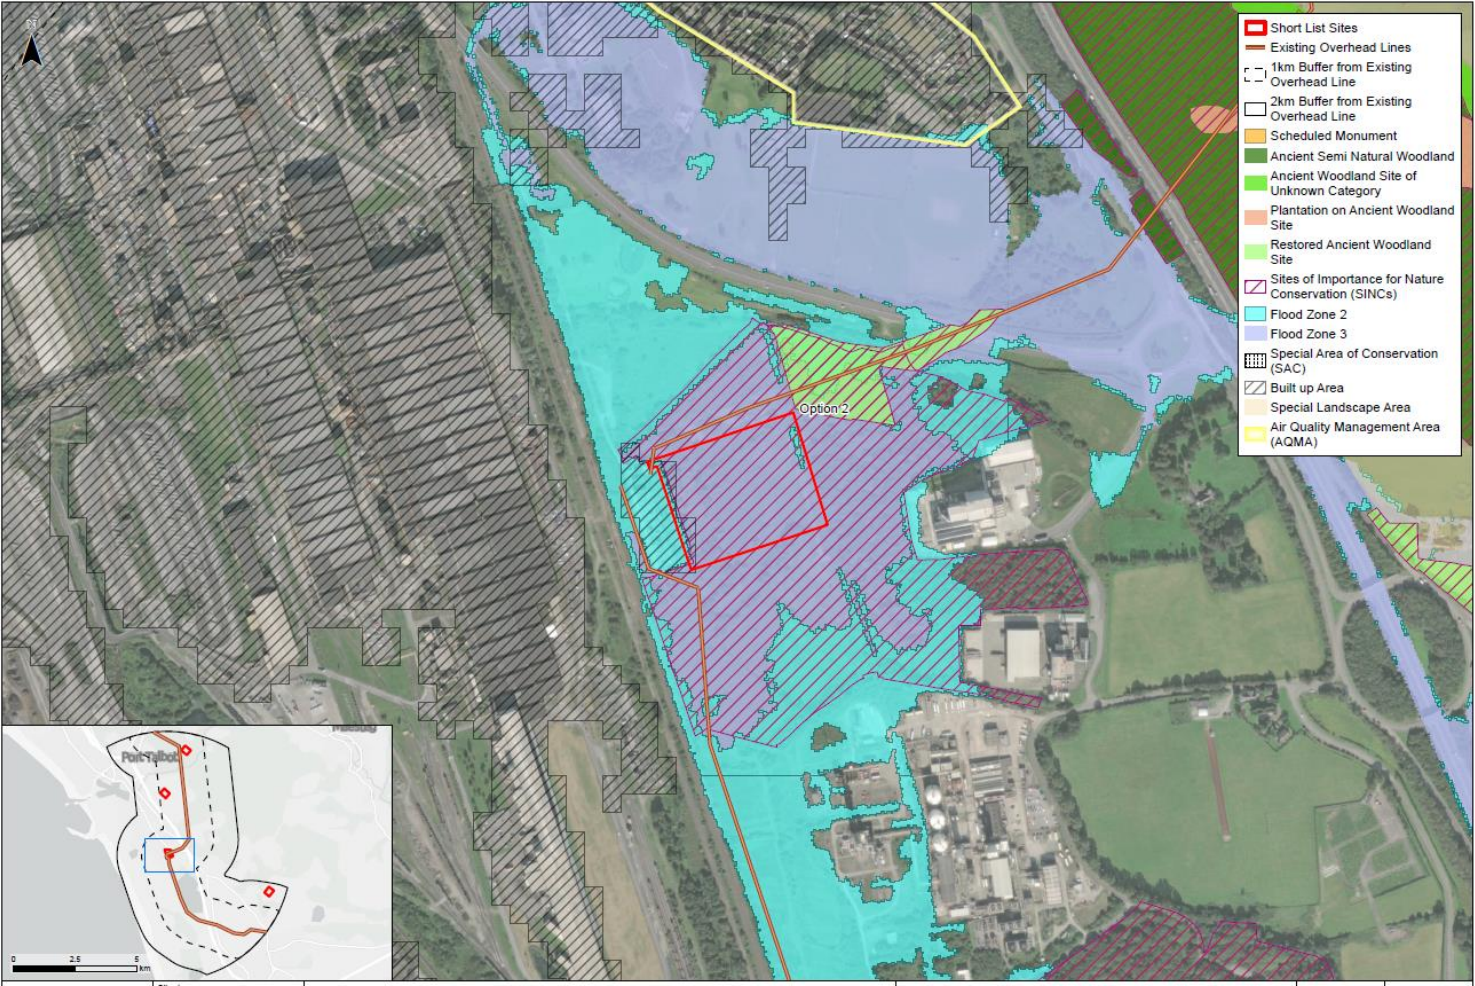 N
Short List Sites
Existing Overhead Lines
1km Buffer from Existing
Overhead Line
2km Buffer from Existing
Overhead Line
Scheduled Monument
Ancient Semi Natural Woodland
Ancient Woodland Site of
Unknown Category
Plantation on Ancient Woodland
Site
Restored Ancient Woodland
Site
Sites of Importance for Nature
Conservation (SINCs)
Flood Zone 2
Flood Zone 3
Special Area of Conservation
(SAC)
Built up Area
Special Landscape Area
Air Quality Management Area
(AQMA)
Option 2
Port Talbot
0 2.5 5
km